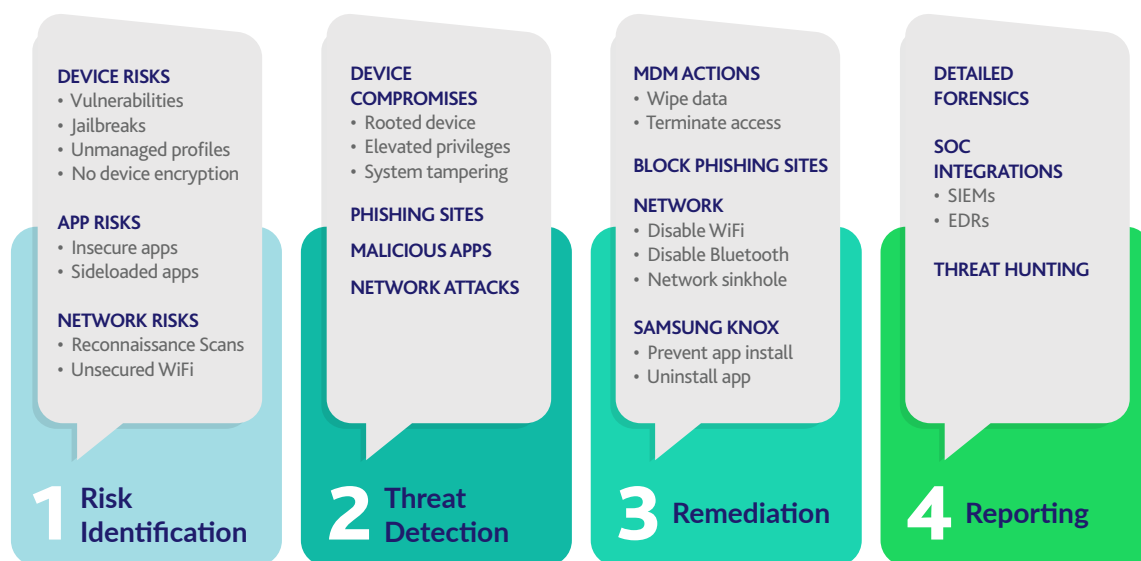 DEVICE RISKS
• Vulnerabilities
• Jailbreaks
• Unmanaged profiles
• No device encryption
APP RISKS
• Insecure apps
• Sideloaded apps
NETWORK RISKS
• Reconnaissance Scans
• Unsecured WiFi
1 Risk
Identification
DEVICE
COMPROMISES
• Rooted device
• Elevated privileges
• System tampering
PHISHING SITES
MALICIOUS APPS
NETWORK ATTACKS
2 Threat
Detection
MDM ACTIONS
• Wipe data
• Terminate access
BLOCK PHISHING SITES
NETWORK
• Disable WiFi
• Disable Bluetooth
• Network sinkhole
SAMSUNG KNOX
• Prevent app install
• Uninstall app
3 Remediation
DETAILED
FORENSICS
SOC
INTEGRATIONS
• SIEMs
• EDRs
THREAT HUNTING
4 Reporting